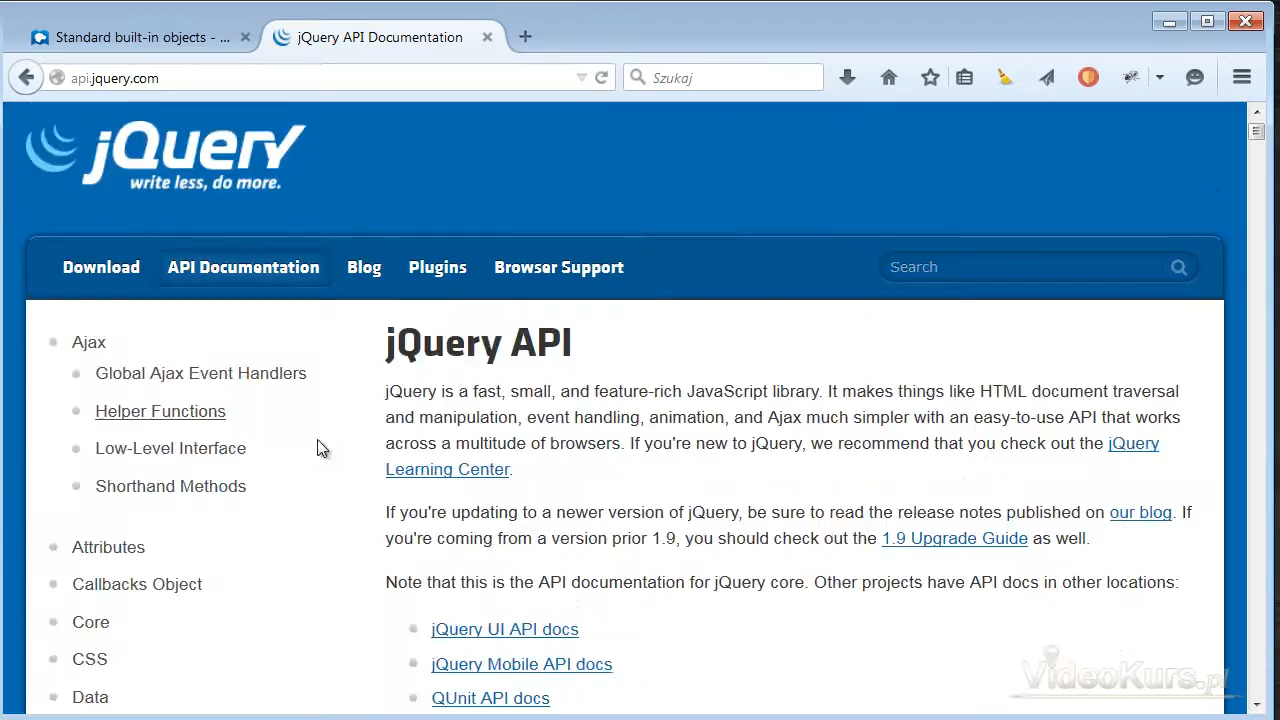 Standard built-in objects - ...
jQuery API Documentation
api.jquery.com
Szukaj
jQuery
write less, do more.
Download
API Documentation
Blog
Plugins
Browser Support
Search
Ajax
Global Ajax Event Handlers
Helper Functions
Low-Level Interface
Shorthand Methods
Attributes
Callbacks Object
Core
CSS
Data
jQuery API
jQuery is a fast, small, and feature-rich JavaScript library. It makes things like HTML document traversal
and manipulation, event handling, animation, and Ajax much simpler with an easy-to-use API that works
across a multitude of browsers. If you're new to jQuery, we recommend that you check out the jQuery
Learning Center.
If you're updating to a newer version of jQuery, be sure to read the release notes published on our blog. If
you're coming from a version prior 1.9, you should check out the 1.9 Upgrade Guide as well.
Note that this is the API documentation for jQuery core. Other projects have API docs in other locations:
jQuery UI API docs
jQuery Mobile API docs
QUnit API docs
VideoKurs.pl